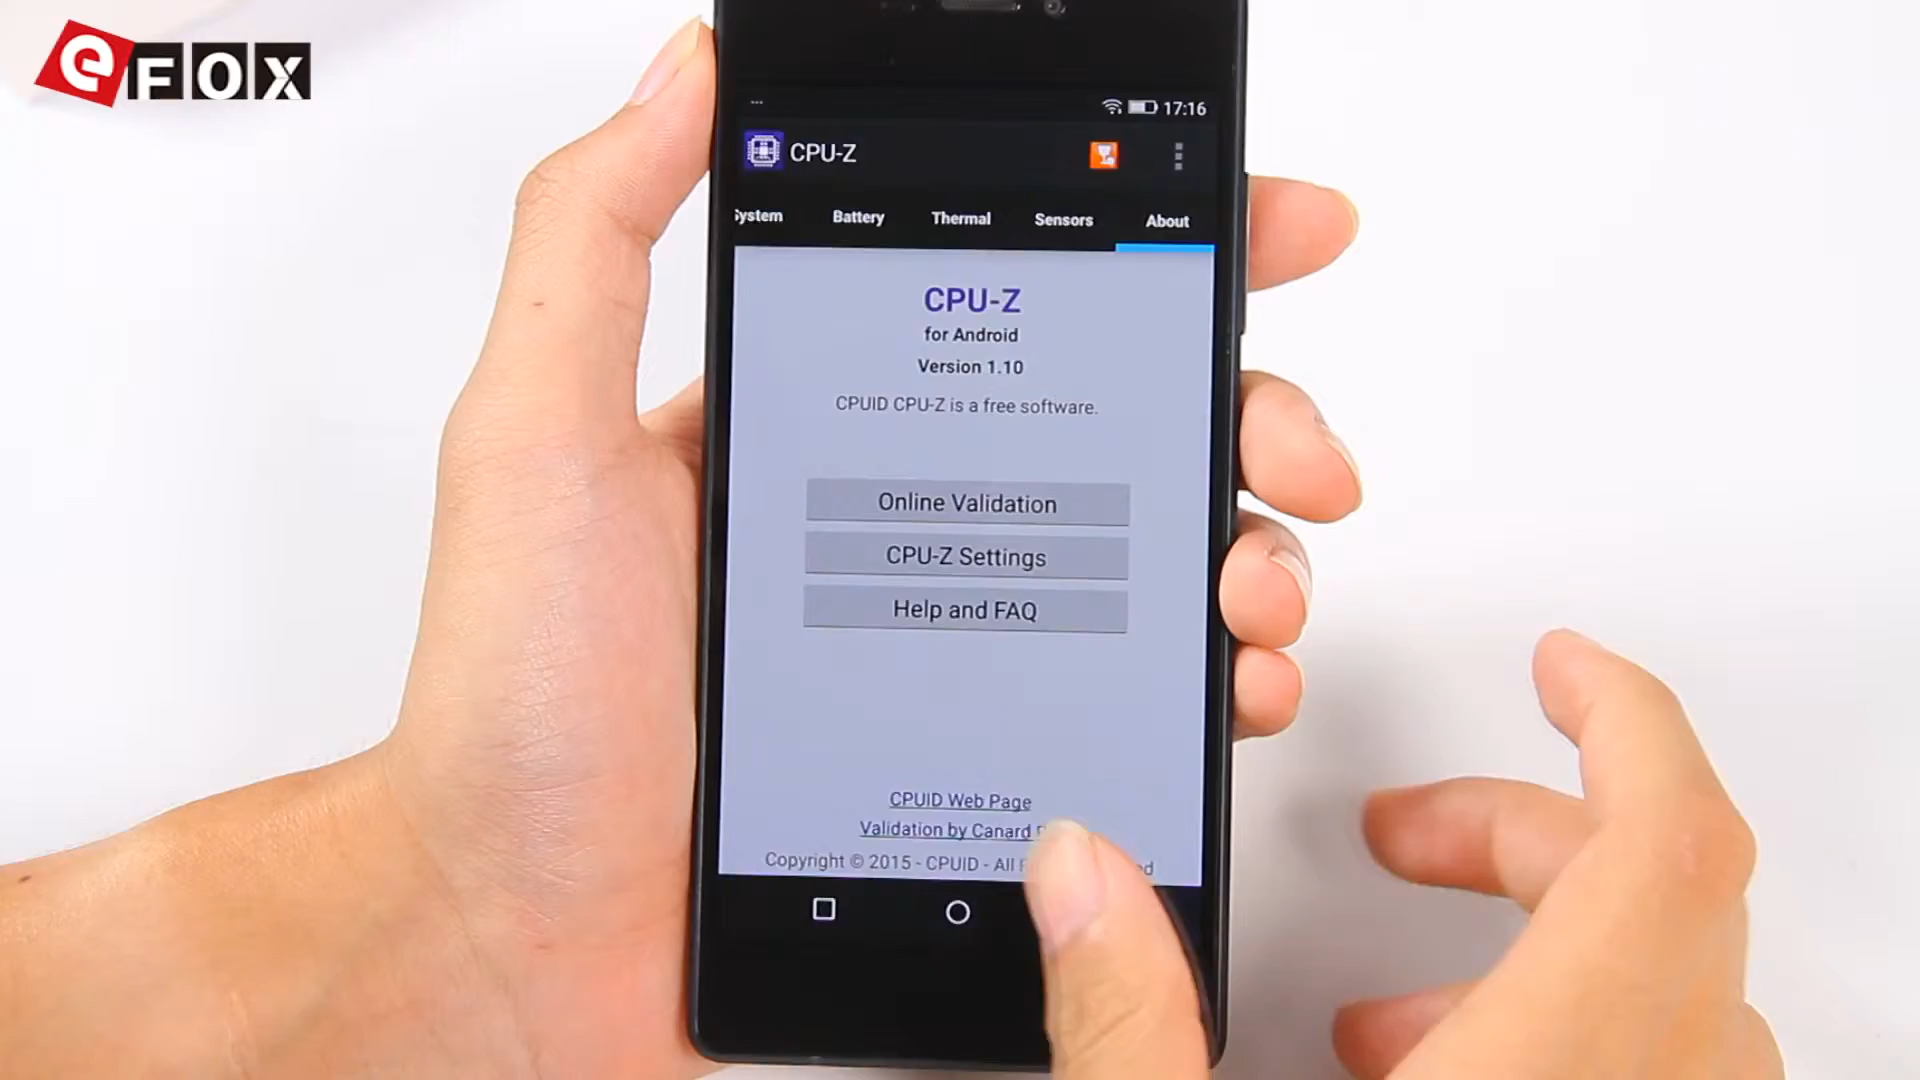 eFOX
17:16
CPU-Z
System Battery Thermal Sensors About
CPU-Z
for Android
Version 1.10
CPUID CPU-Z is a free software.
Online Validation
CPU-Z Settings
Help and FAQ
CPUID Web Page
Validation by Canard
Copyright © 2015 - CPUID - All